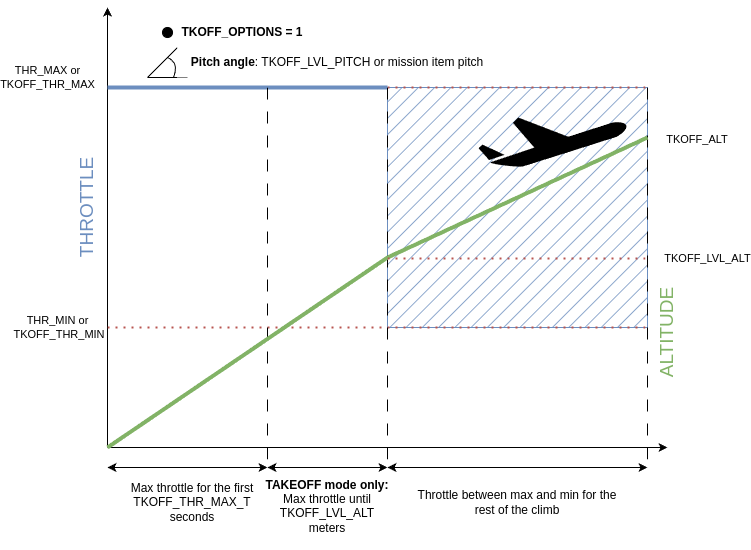 TKOFF_OPTIONS = 1
Pitch angle: TKOFF_LVL_PITCH or mission item pitch
THR_MAX or
TKOFF_THR_MAX
THROTTLE
THR_MIN or
TKOFF_THR_MIN
TKOFF_ALT
TKOFF_LVL_ALT
ALTITUDE
Max throttle for the first
TKOFF_THR_MAX_T
seconds
TAKEOFF mode only:
Max throttle until
TKOFF_LVL_ALT
meters
Throttle between max and min for the
rest of the climb